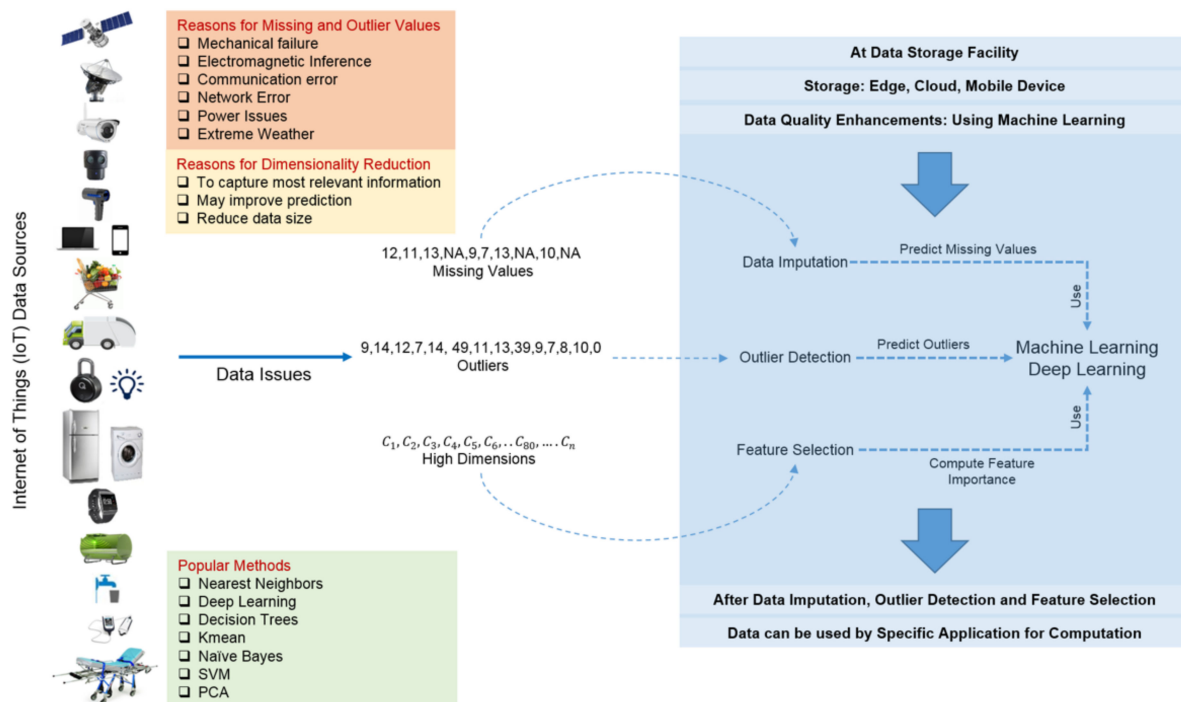 Internet of Things (IoT) Data Sources
Reasons for Missing and Outlier Values
Mechanical failure
Electromagnetic Inference
Communication error
Network Error
Power Issues
Extreme Weather
Reasons for Dimensionality Reduction
To capture most relevant information
May improve prediction
Reduce data size
12,11,13,NA,9,7,13,NA,10,NA
Missing Values
Data Issues
9,14,12,7,14, 49,11,13,39,9,7,8,10,0
Outliers
C₁, C₂, C₃, C₄, C₅, C₆, . . C₈₀, … . Cₙ
High Dimensions
Popular Methods
Nearest Neighbors
Deep Learning
Decision Trees
Kmean
Naïve Bayes
SVM
PCA
At Data Storage Facility
Storage: Edge, Cloud, Mobile Device
Data Quality Enhancements: Using Machine Learning
Data Imputation
Predict Missing Values
Use
Outlier Detection
Predict Outliers
Machine Learning
Deep Learning
Use
Feature Selection
Compute Feature
Importance
After Data Imputation, Outlier Detection and Feature Selection
Data can be used by Specific Application for Computation